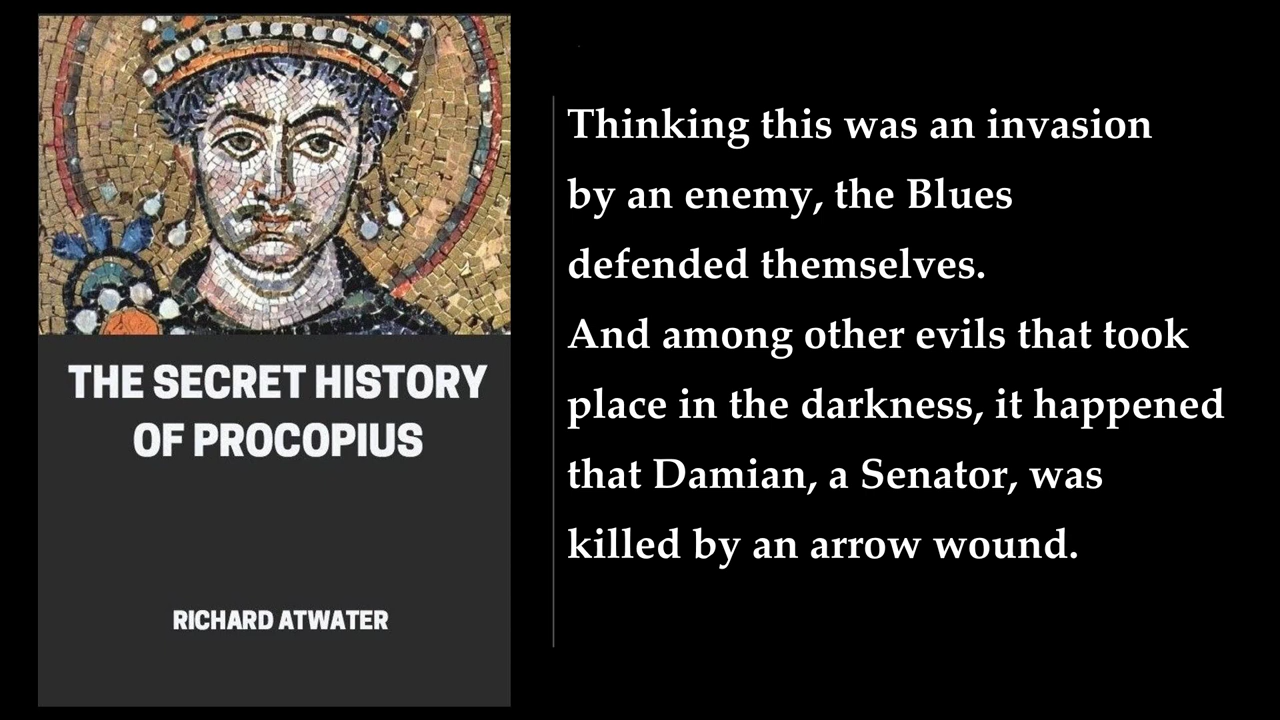 THE SECRET HISTORY
OF PROCOPIUS
RICHARD ATWATER
Thinking this was an invasion
by an enemy, the Blues
defended themselves.
And among other evils that took
place in the darkness, it happened
that Damian, a Senator, was
killed by an arrow wound.